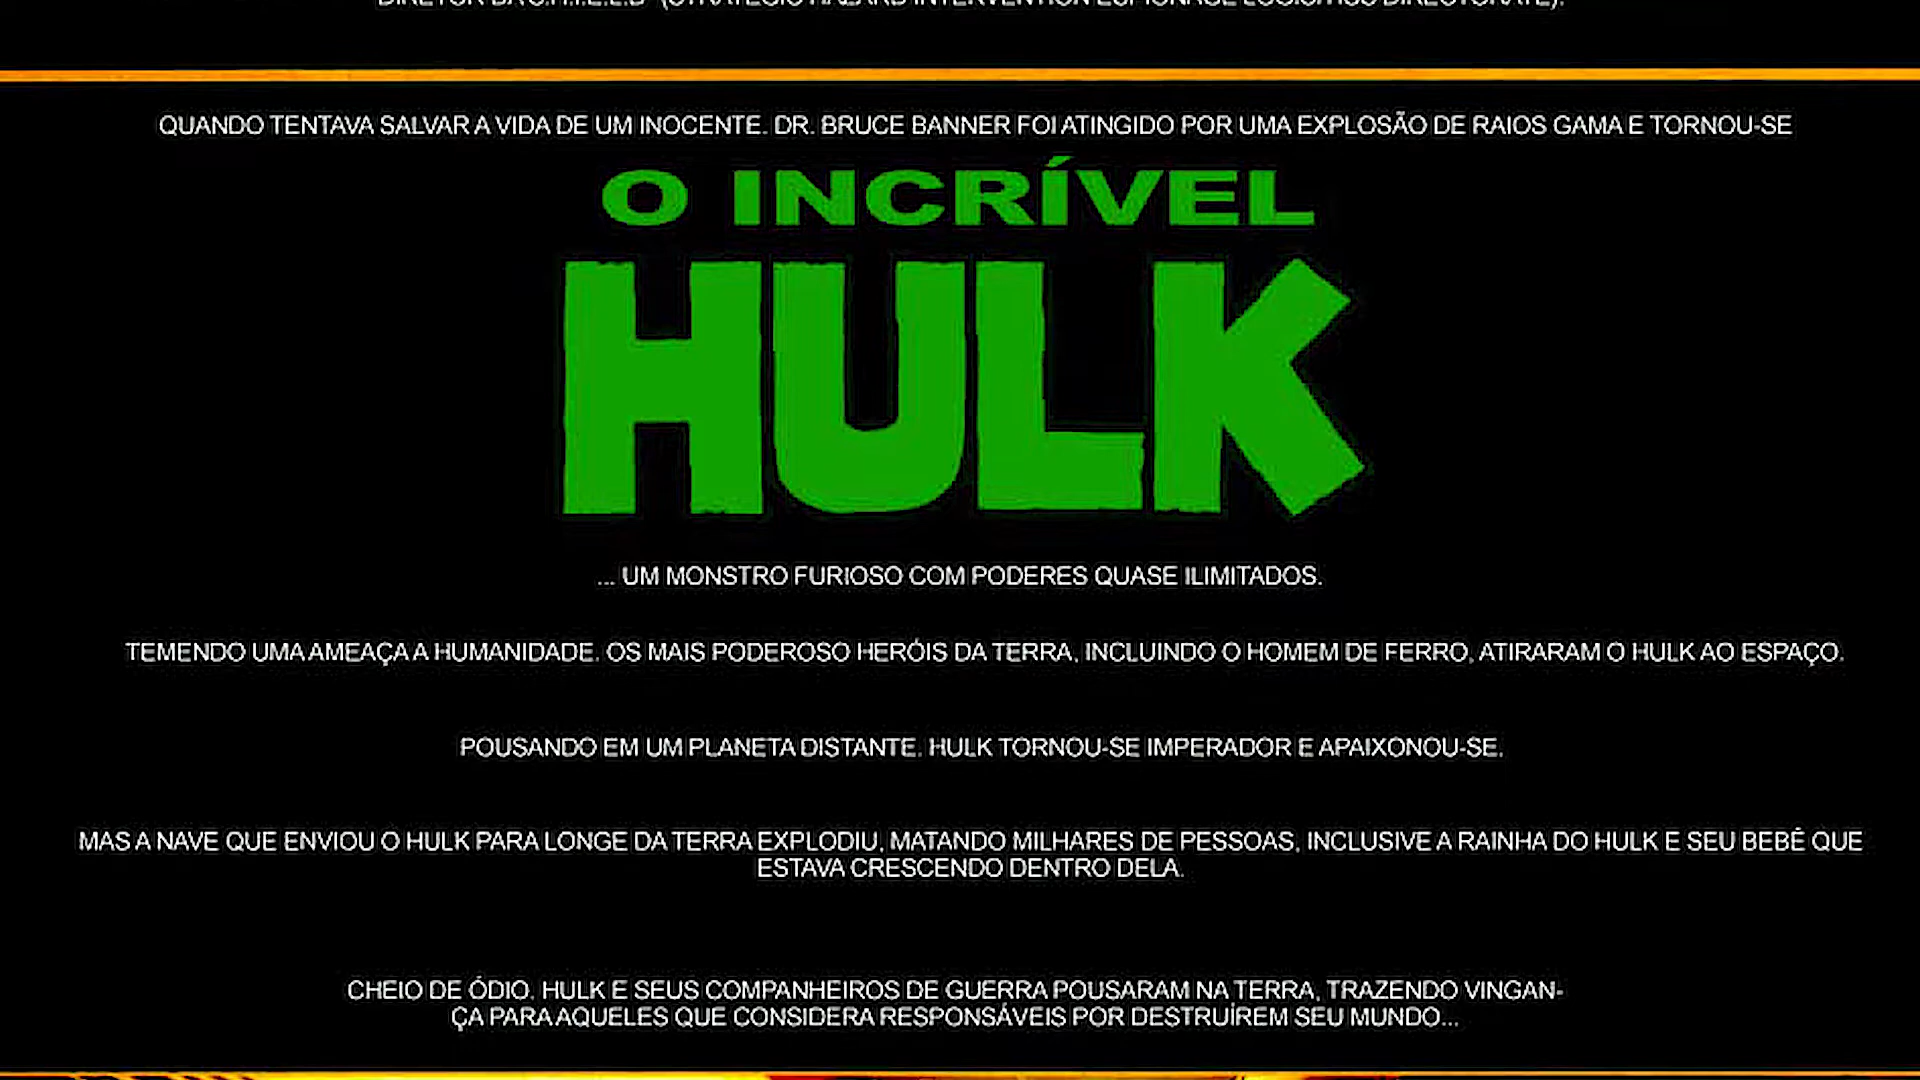 QUANDO TENTAVA SALVAR A VIDA DE UM INOCENTE. DR. BRUCE BANNER FOI ATINGIDO POR UMA EXPLOSÃO DE RAIOS GAMA E TORNOU-SE
O INCRÍVEL
HULK
... UM MONSTRO FURIOSO COM PODERES QUASE ILIMITADOS.
TEMENDO UMA AMEAÇA A HUMANIDADE. OS MAIS PODEROSO HERÓIS DA TERRA, INCLUINDO O HOMEM DE FERRO, ATIRARAM O HULK AO ESPAÇO.
POUSANDO EM UM PLANETA DISTANTE. HULK TORNOU-SE IMPERADOR E APAIXONOU-SE.
MAS A NAVE QUE ENVIOU O HULK PARA LONGE DA TERRA EXPLODIU, MATANDO MILHARES DE PESSOAS, INCLUSIVE A RAINHA DO HULK E SEU BEBÊ QUE
ESTAVA CRESCENDO DENTRO DELA.
CHEIO DE ÓDIO. HULK E SEUS COMPANHEIROS DE GUERRA POUSARAM NA TERRA, TRAZENDO VINGAN-
ÇA PARA AQUELES QUE CONSIDERA RESPONSÁVEIS POR DESTRUÍREM SEU MUNDO...